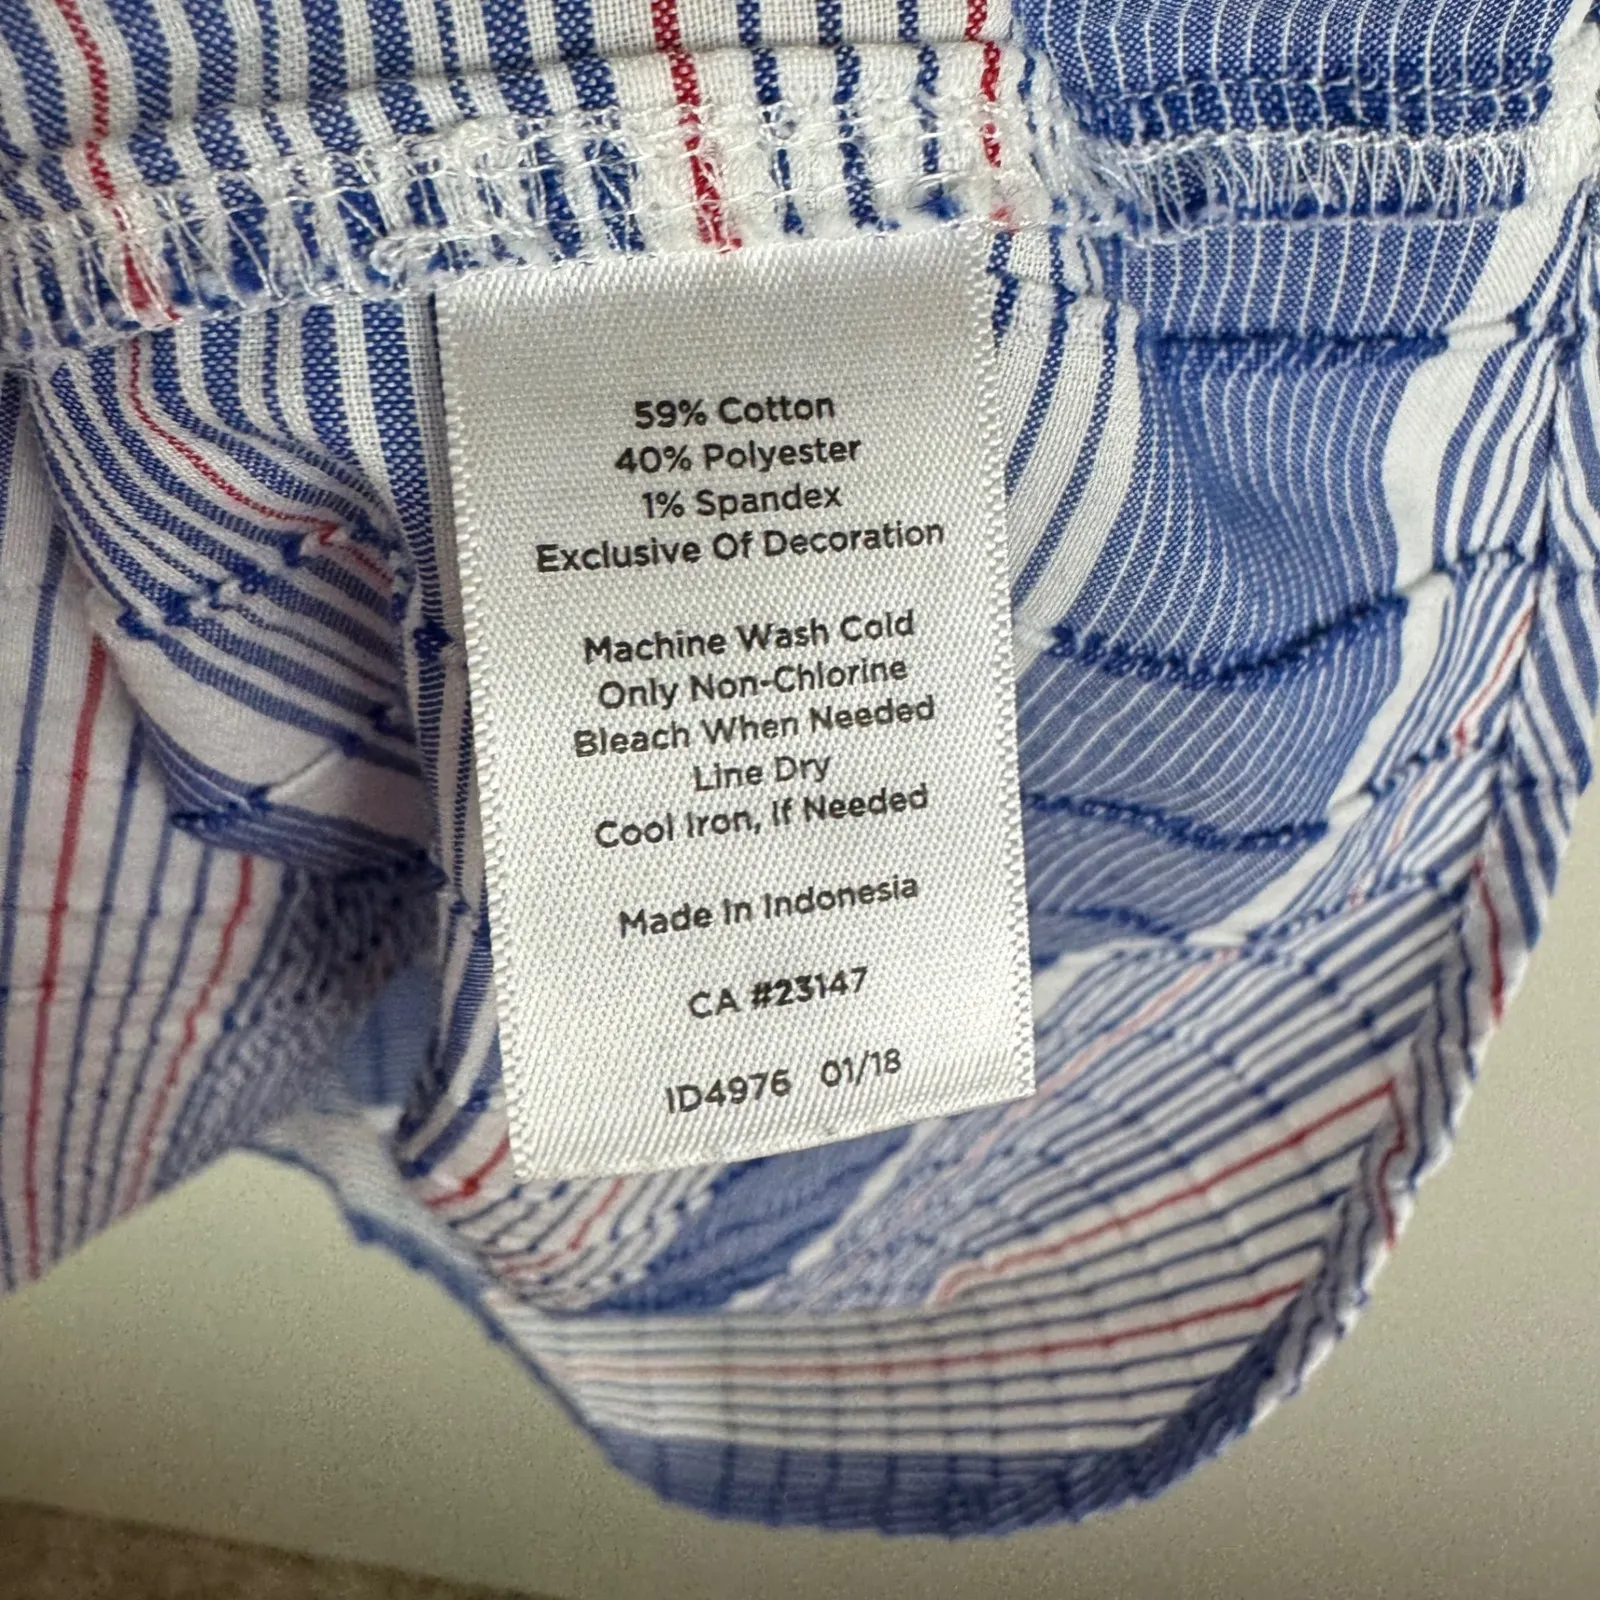 59% Cotton
40% Polyester
1% Spandex
Exclusive Of Decoration
Machine Wash Cold
Only Non-Chlorine
Bleach When Needed
Line Dry
Cool Iron, If Needed
Made In Indonesia
CA #23147
ID4976 01/18